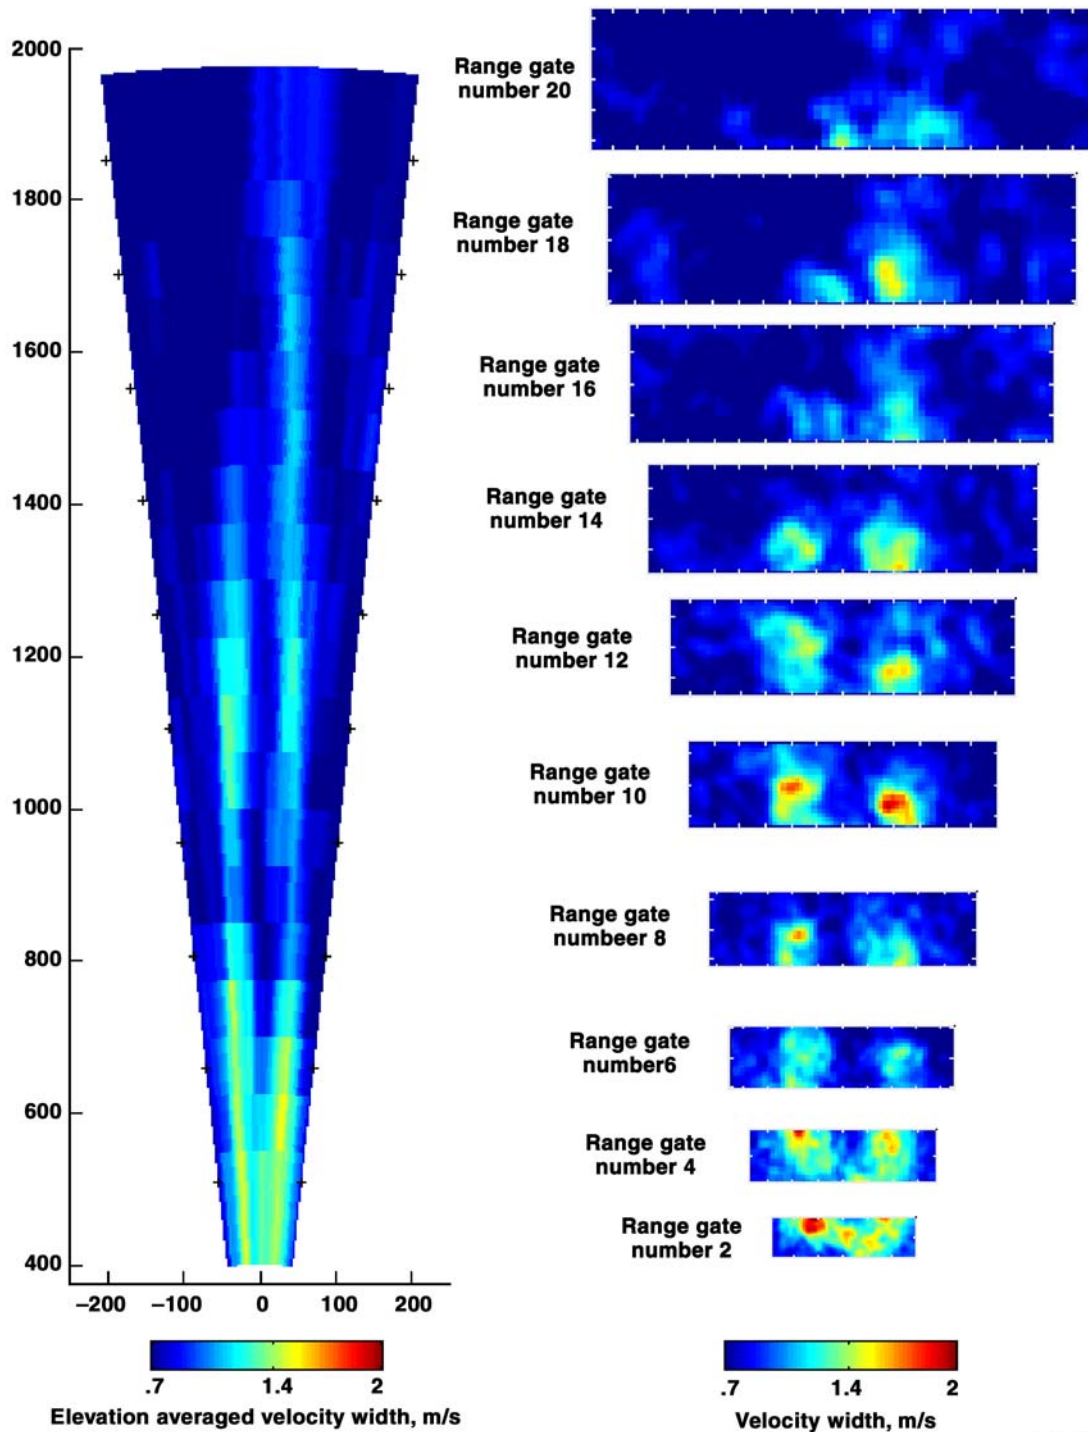 2000
1800
1600
1400
1200
1000
800
600
400
–200 –100 0 100 200
.7 1.4 2
Elevation averaged velocity width, m/s
Range gate
number 20
Range gate
number 18
Range gate
number 16
Range gate
number 14
Range gate
number 12
Range gate
number 10
Range gate
numbeer 8
Range gate
number6
Range gate
number 4
Range gate
number 2
.7 1.4 2
Velocity width, m/s